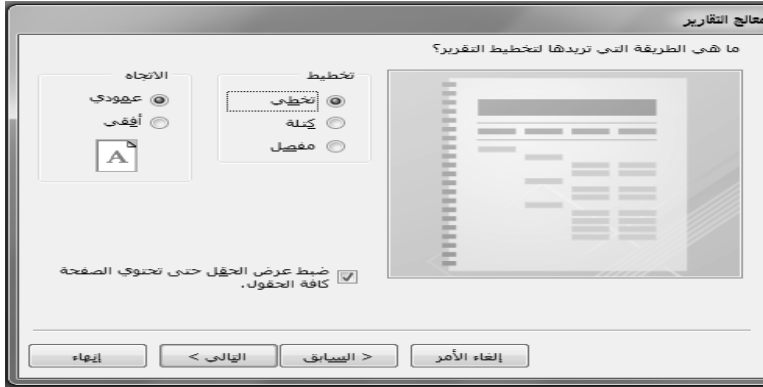 معالج التقارير
ما هي الطريقة التي تريدها لتخطيط التقرير؟
تخطيط
تخطي
كتلة
مفصل
الاتجاه
عمودي
أفقي
A
ضبط عرض الحقل حتى تحتوي الصفحة
كافة الحقول.
إلغاء الأمر
< السابق
التالي >
إنهاء